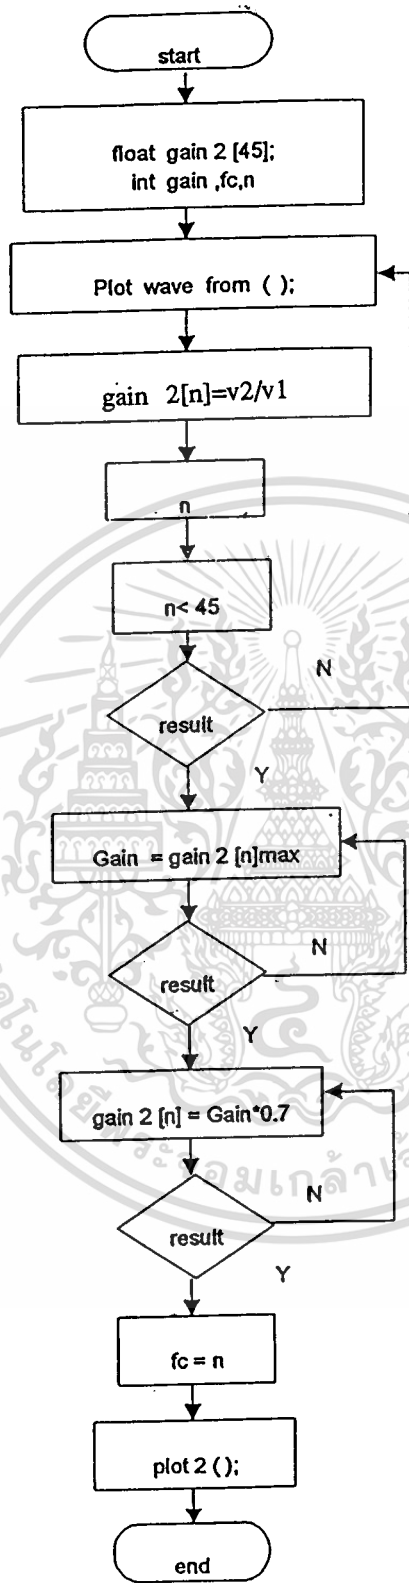 start
float gain 2 [45];
int gain ,fc,n
Plot wave from ( );
gain 2[n]=v2/v1
n
n< 45
N
result
Y
Gain = gain 2 [n]max
N
result
Y
gain 2 [n] = Gain*0.7
N
result
Y
fc = n
plot 2 ( );
end